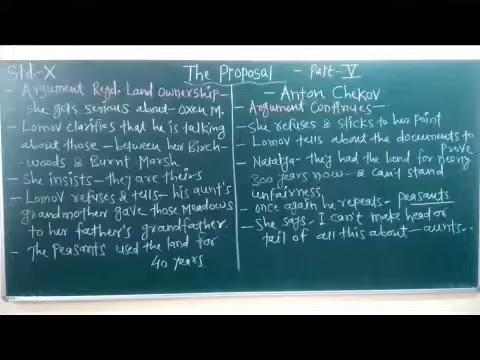 Std-X The Proposal - Part - V
- Argument Regd. Land Ownership-
- She gets serious about - Oxen M.
- Lomov clarifies that he is talking
about those - between her Birch-
woods & Burnt Marsh
- She insists - they are theirs
- Lomov refuses & tells - his aunt's
grandmother gave those Meadows
to her father's grandfather
- The Peasants used the land for
40 years
- Anton Chekov
- Argument Continues -
- She refuses & sticks to her Point
- Lomov tells about the documents to
prove
- Natalya - they had the land for nearly
300 years now - & can't stand
unfairness
- once again he repeats - Peasants
- She says - I can't make head or
tail of all this about - aunts..